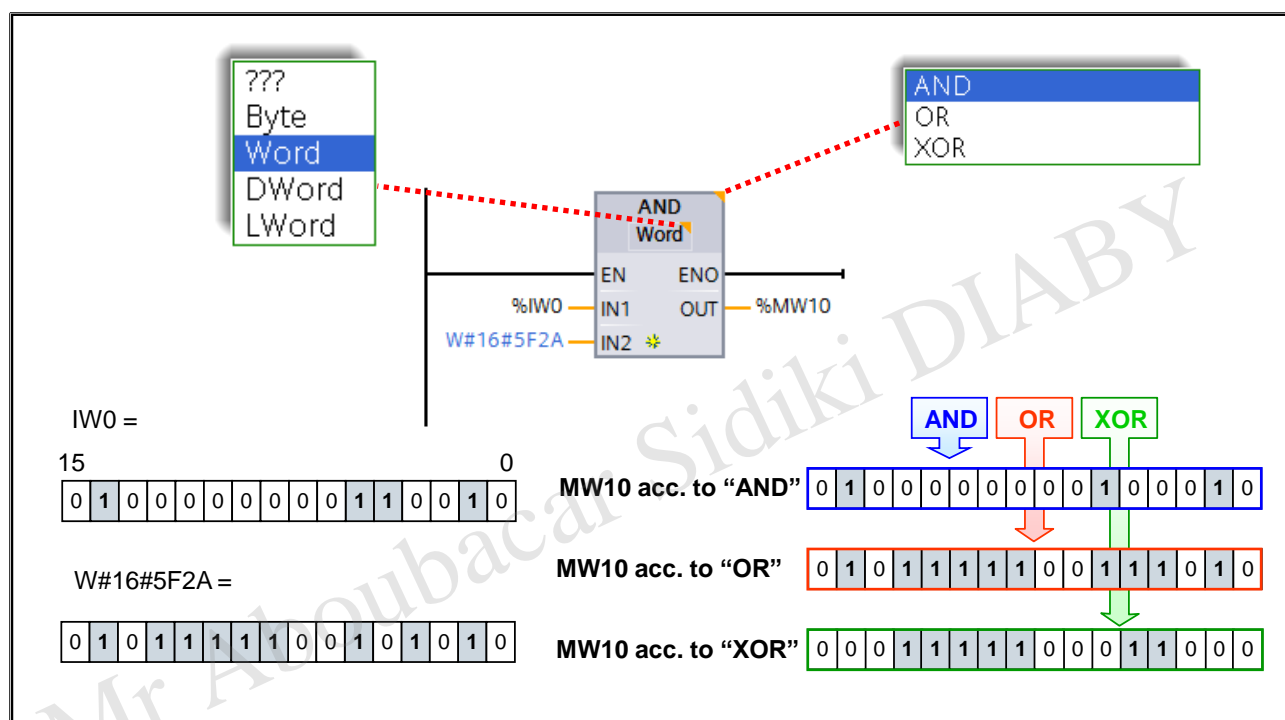 ???
Byte
Word
DWord
LWord
AND
OR
XOR
AND
Word
EN ENO
%IW0 IN1 OUT %MW10
W#16#5F2A IN2
IW0 =
15 0
0 1 0 0 0 0 0 0 0 0 1 1 0 0 1 0
W#16#5F2A =
0 1 0 1 1 1 1 1 0 0 1 0 1 0 1 0
AND OR XOR
MW10 acc. to “AND” 0 1 0 0 0 0 0 0 0 0 1 0 0 0 1 0
MW10 acc. to “OR” 0 1 0 1 1 1 1 1 0 0 1 1 1 0 1 0
MW10 acc. to “XOR” 0 0 0 1 1 1 1 1 0 0 0 1 1 0 0 0
Mr Aboubacar Sidiki DIABY